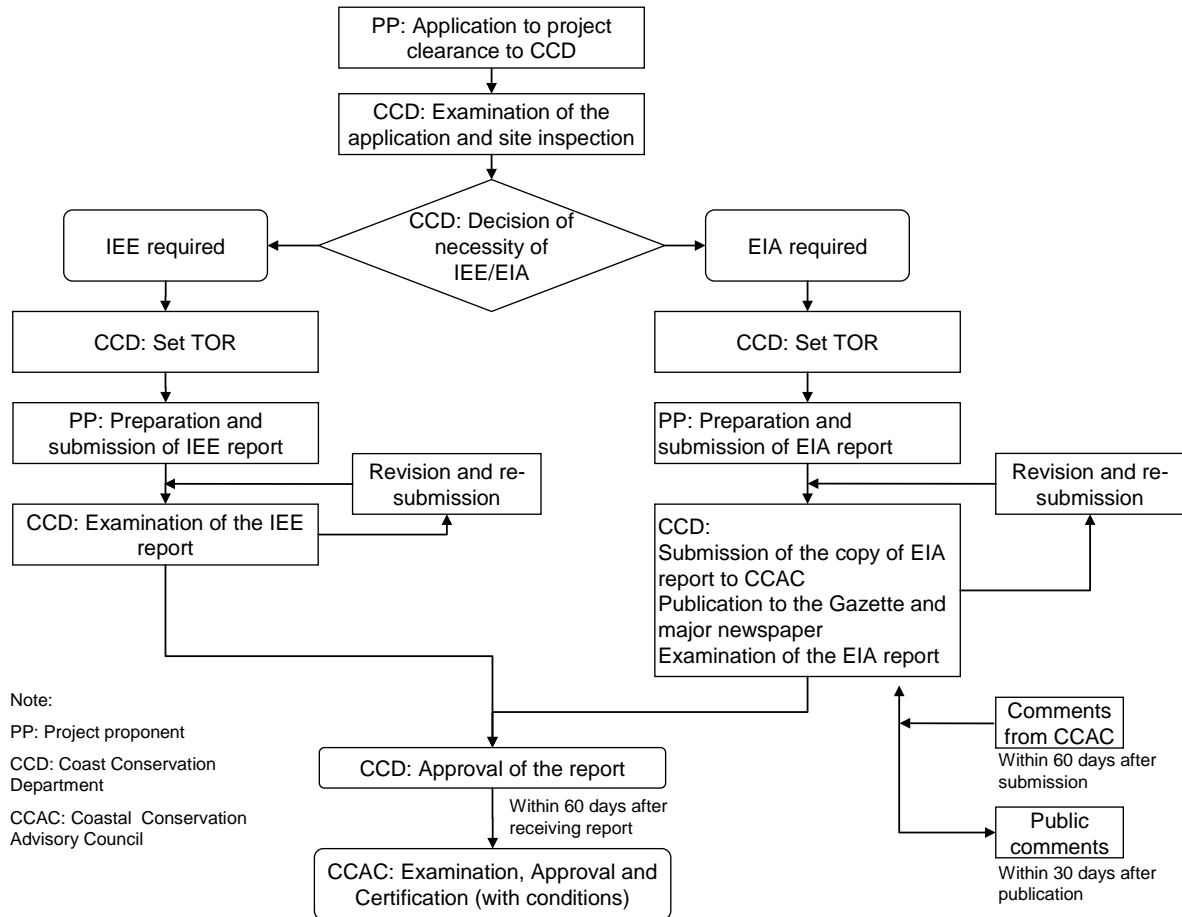 PP: Application to project
clearance to CCD
CCD: Examination of the
application and site inspection
CCD: Decision of
necessity of
IEE/EIA
IEE required
EIA required
CCD: Set TOR
CCD: Set TOR
PP: Preparation and
submission of IEE report
PP: Preparation and
submission of EIA report
Revision and re-
submission
Revision and re-
submission
CCD: Examination of the IEE
report
CCD:
Submission of the copy of EIA
report to CCAC
Publication to the Gazette and
major newspaper
Examination of the EIA report
Note:
PP: Project proponent
CCD: Coast Conservation
Department
CCAC: Coastal Conservation
Advisory Council
Comments
from CCAC
Within 60 days after
submission
CCD: Approval of the report
Within 60 days after
receiving report
Public
comments
Within 30 days after
publication
CCAC: Examination, Approval and
Certification (with conditions)